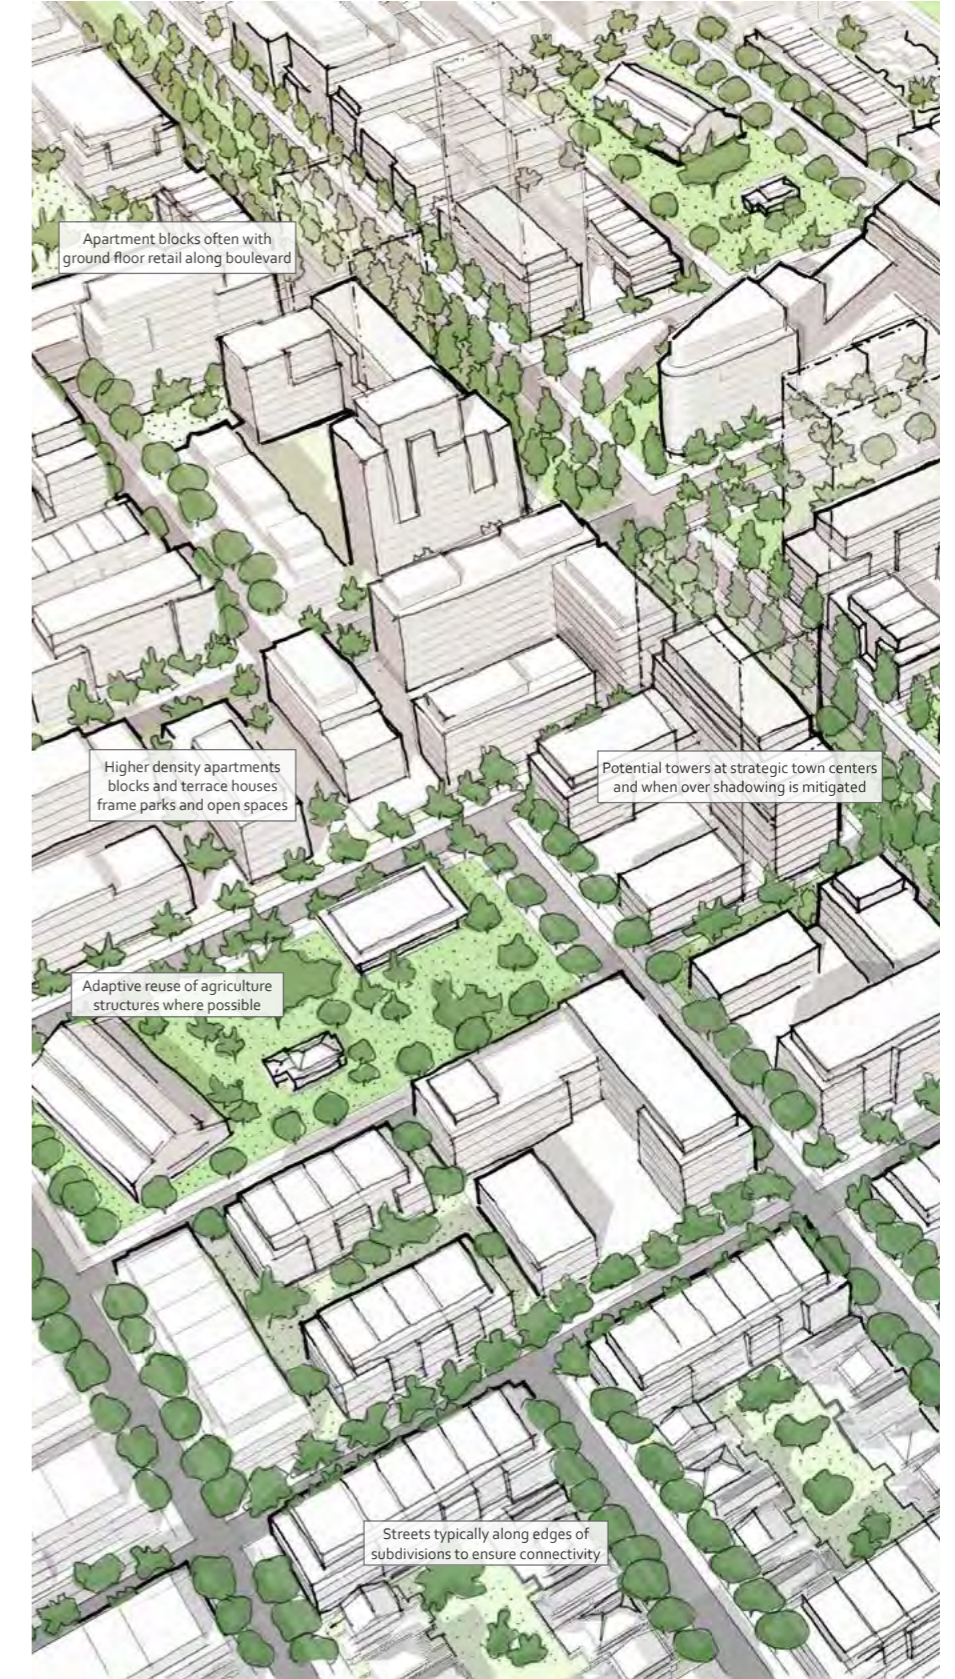 Apartment blocks often with
ground floor retail along boulevard
Higher density apartments
blocks and terrace houses
frame parks and open spaces
Potential towers at strategic town centers
and when over shadowing is mitigated
Adaptive reuse of agriculture
structures where possible
Streets typically along edges of
subdivisions to ensure connectivity